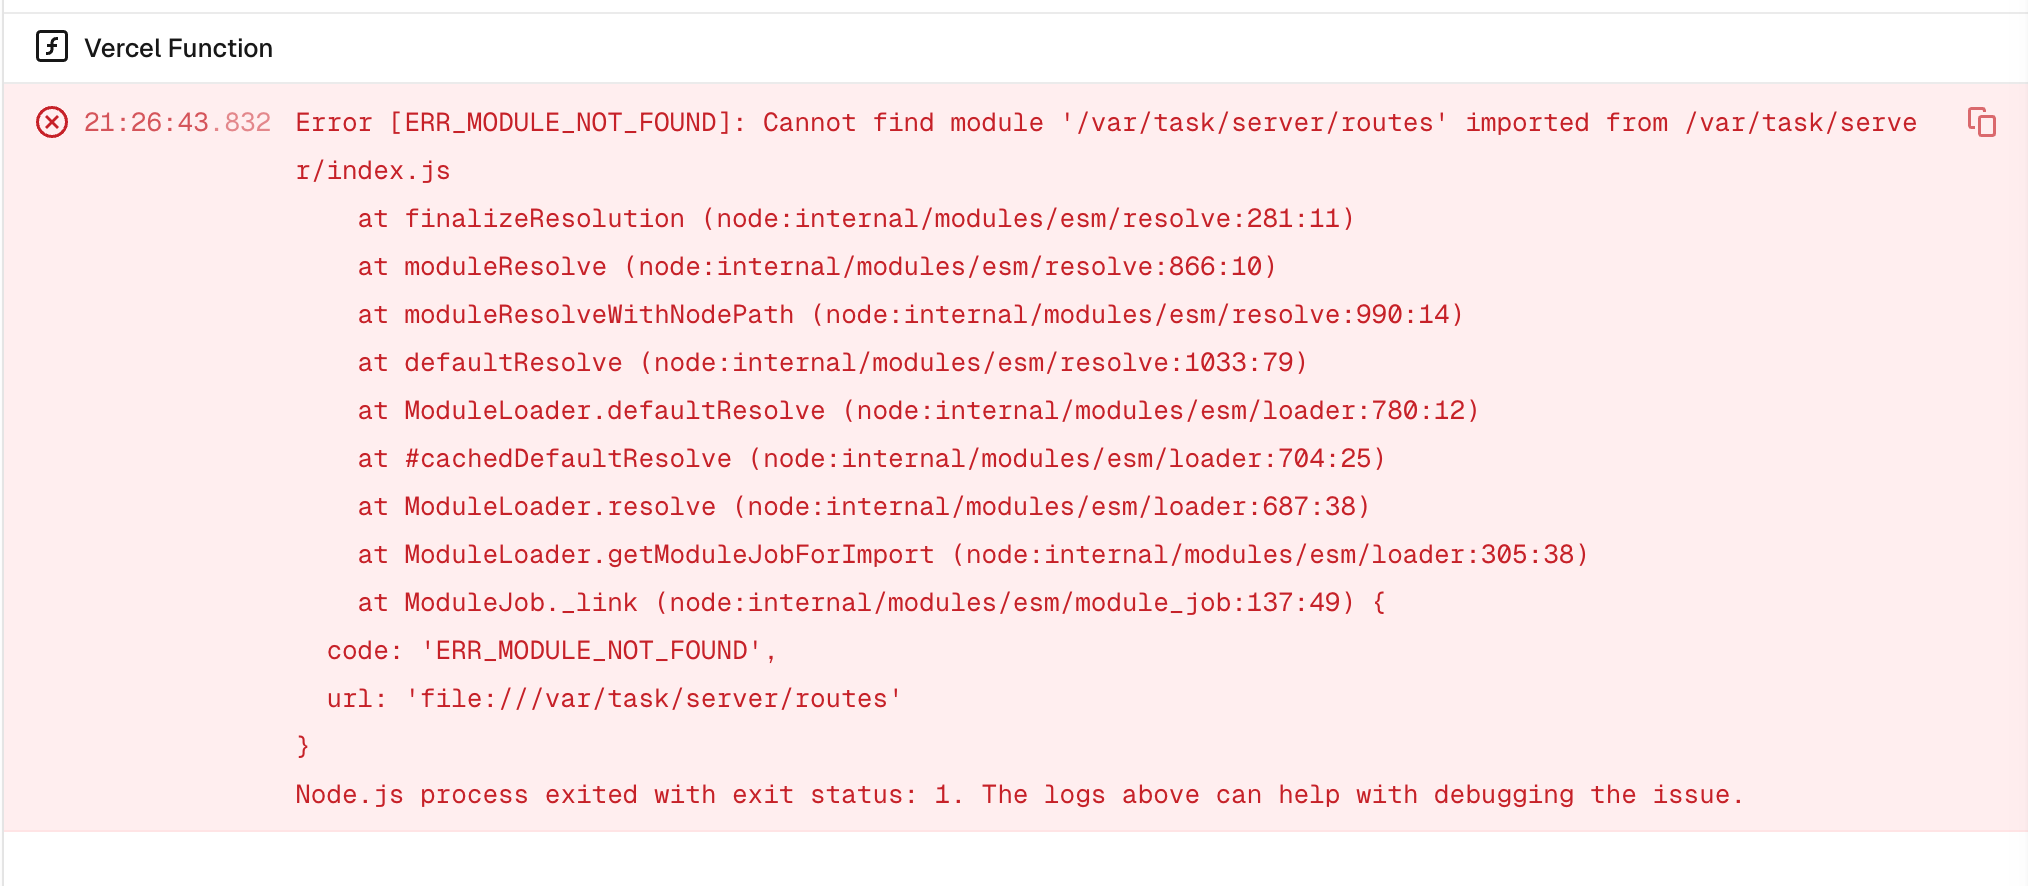 Vercel Function
21:26:43.832 Error [ERR_MODULE_NOT_FOUND]: Cannot find module '/var/task/server/routes' imported from /var/task/serve
r/index.js
at finalizeResolution (node:internal/modules/esm/resolve:281:11)
at moduleResolve (node:internal/modules/esm/resolve:866:10)
at moduleResolveWithNodePath (node:internal/modules/esm/resolve:990:14)
at defaultResolve (node:internal/modules/esm/resolve:1033:79)
at ModuleLoader.defaultResolve (node:internal/modules/esm/loader:780:12)
at #cachedDefaultResolve (node:internal/modules/esm/loader:704:25)
at ModuleLoader.resolve (node:internal/modules/esm/loader:687:38)
at ModuleLoader.getModuleJobForImport (node:internal/modules/esm/loader:305:38)
at ModuleJob._link (node:internal/modules/esm/module_job:137:49) {
code: 'ERR_MODULE_NOT_FOUND',
url: 'file:///var/task/server/routes'
}
Node.js process exited with exit status: 1. The logs above can help with debugging the issue.